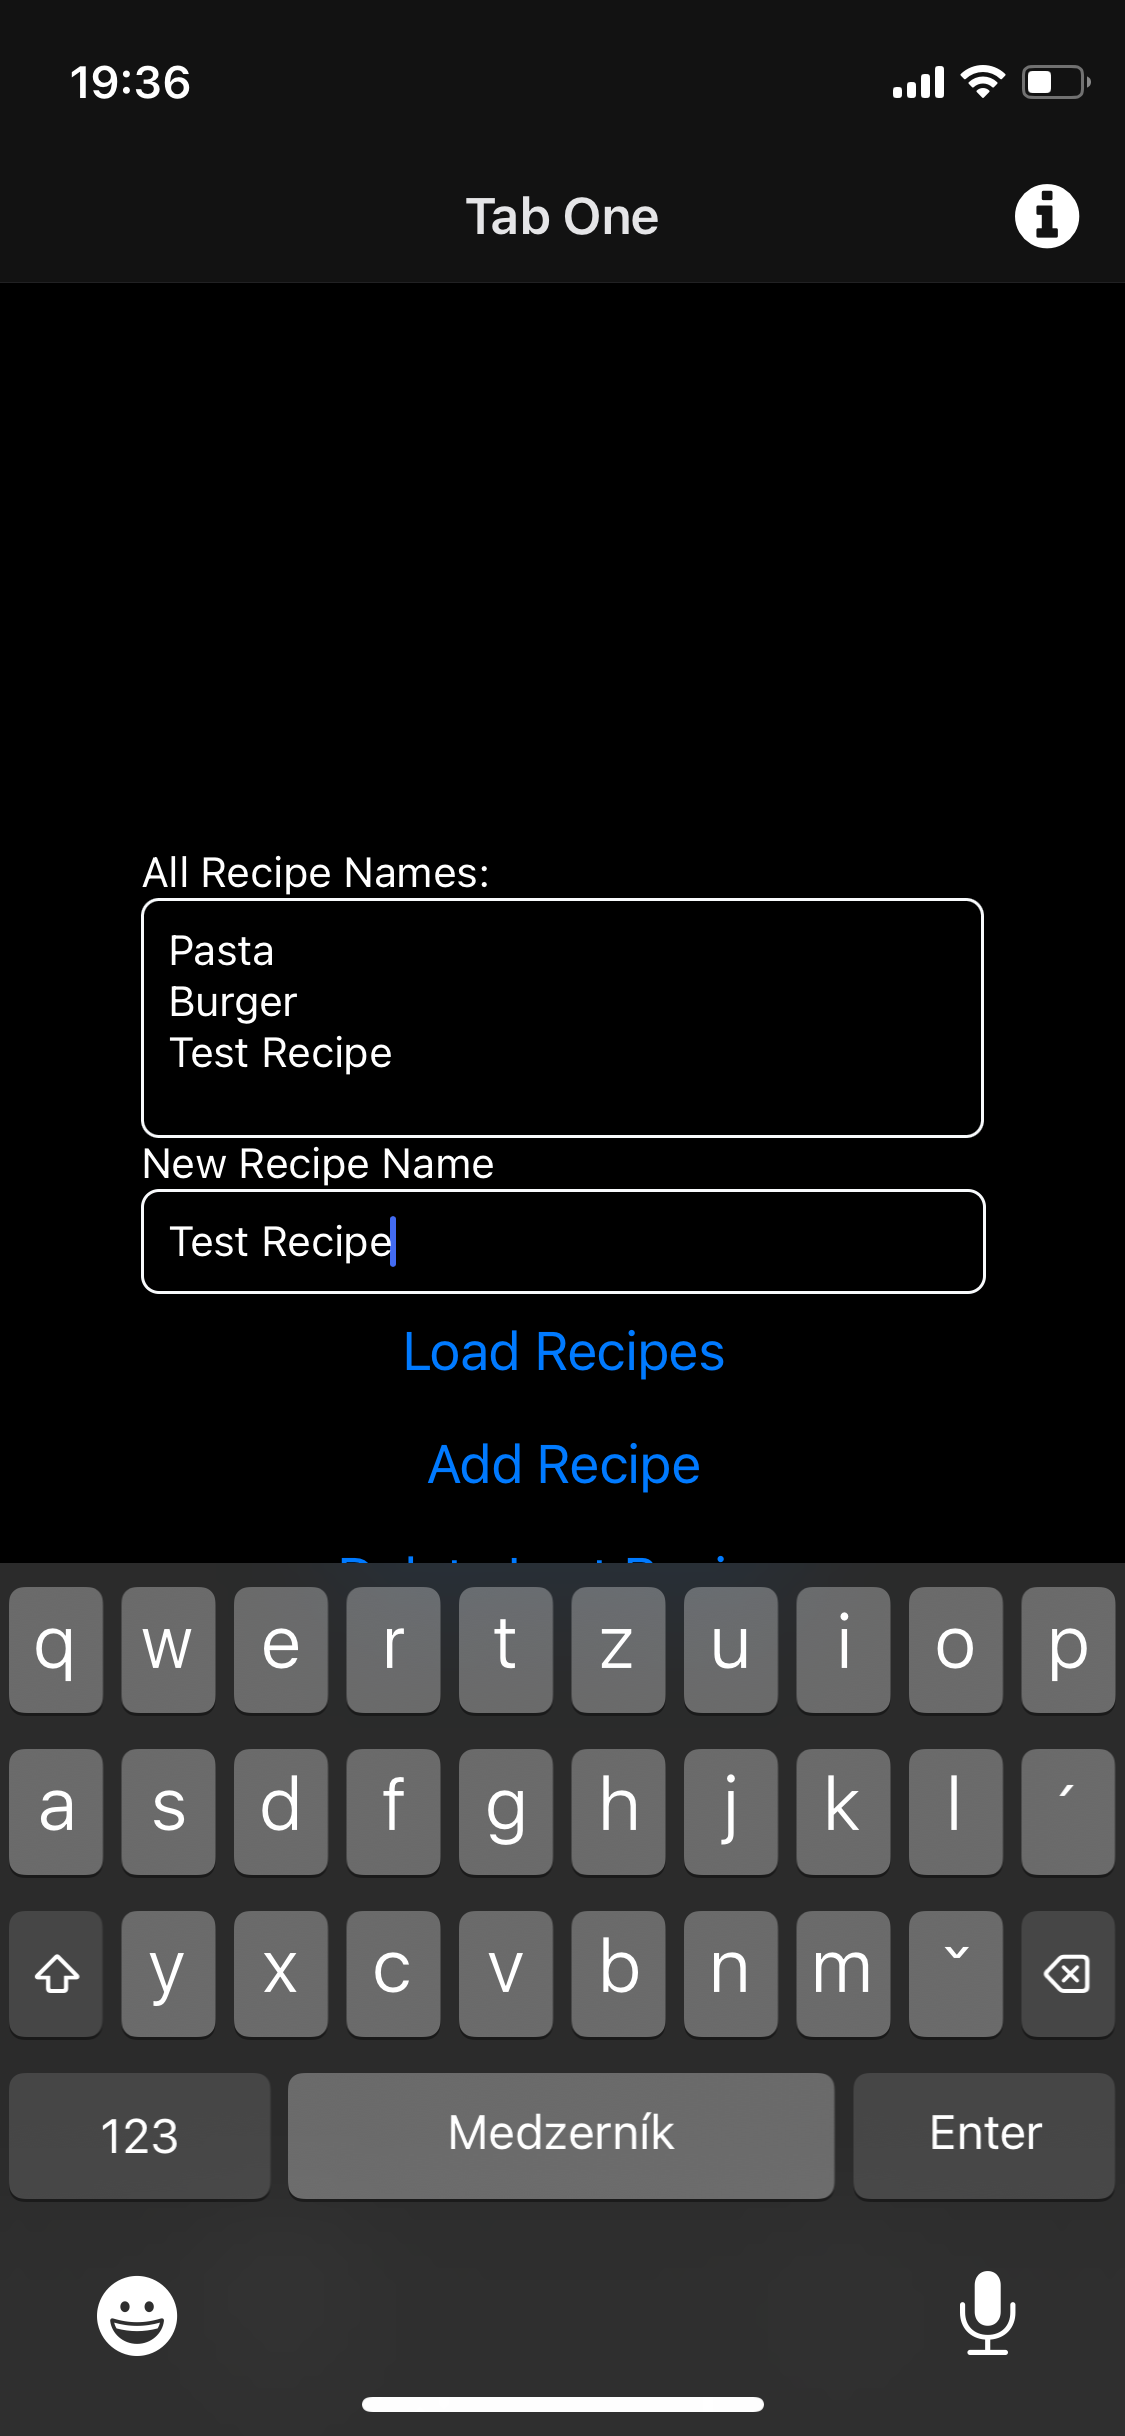 19:36
Tab One
All Recipe Names:
Pasta
Burger
Test Recipe
New Recipe Name
Test Recipe
Load Recipes
Add Recipe
q w e r t z u i o p
a s d f g h j k l ´
y x c v b n m ˇ
123 Medzerník Enter